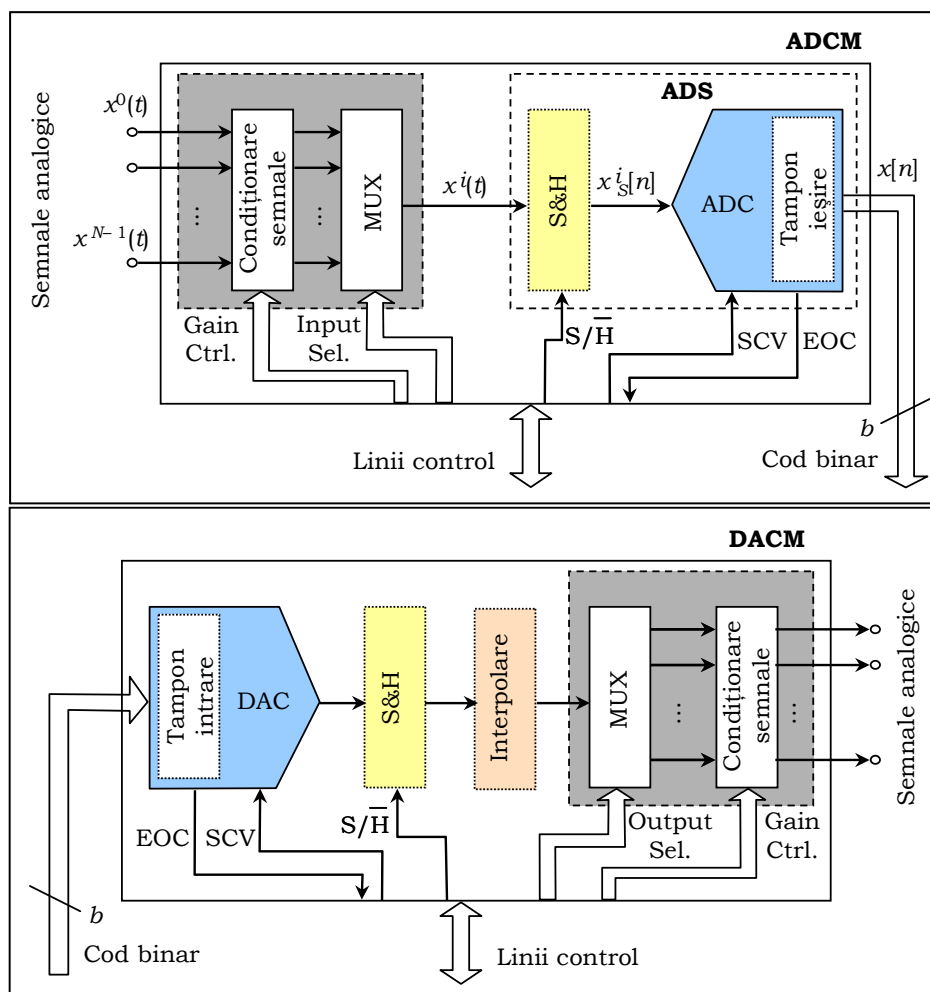 ADCM
ADS
Semnale analogice
x⁰(t)
x^{N-1}(t)
...
Condiționare
semnale
...
MUX
xⁱ(t)
S&H
xⁱ_S[n]
ADC
Tampon
ieșire
x[n]
Gain
Ctrl.
Input
Sel.
S/H̅
SCV
EOC
Linii control
b
Cod binar
DACM
Tampon
intrare
DAC
S&H
Interpolare
MUX
...
Condiționare
semnale
...
Semnale analogice
EOC
SCV
S/H̅
Output
Sel.
Gain
Ctrl.
b
Cod binar
Linii control